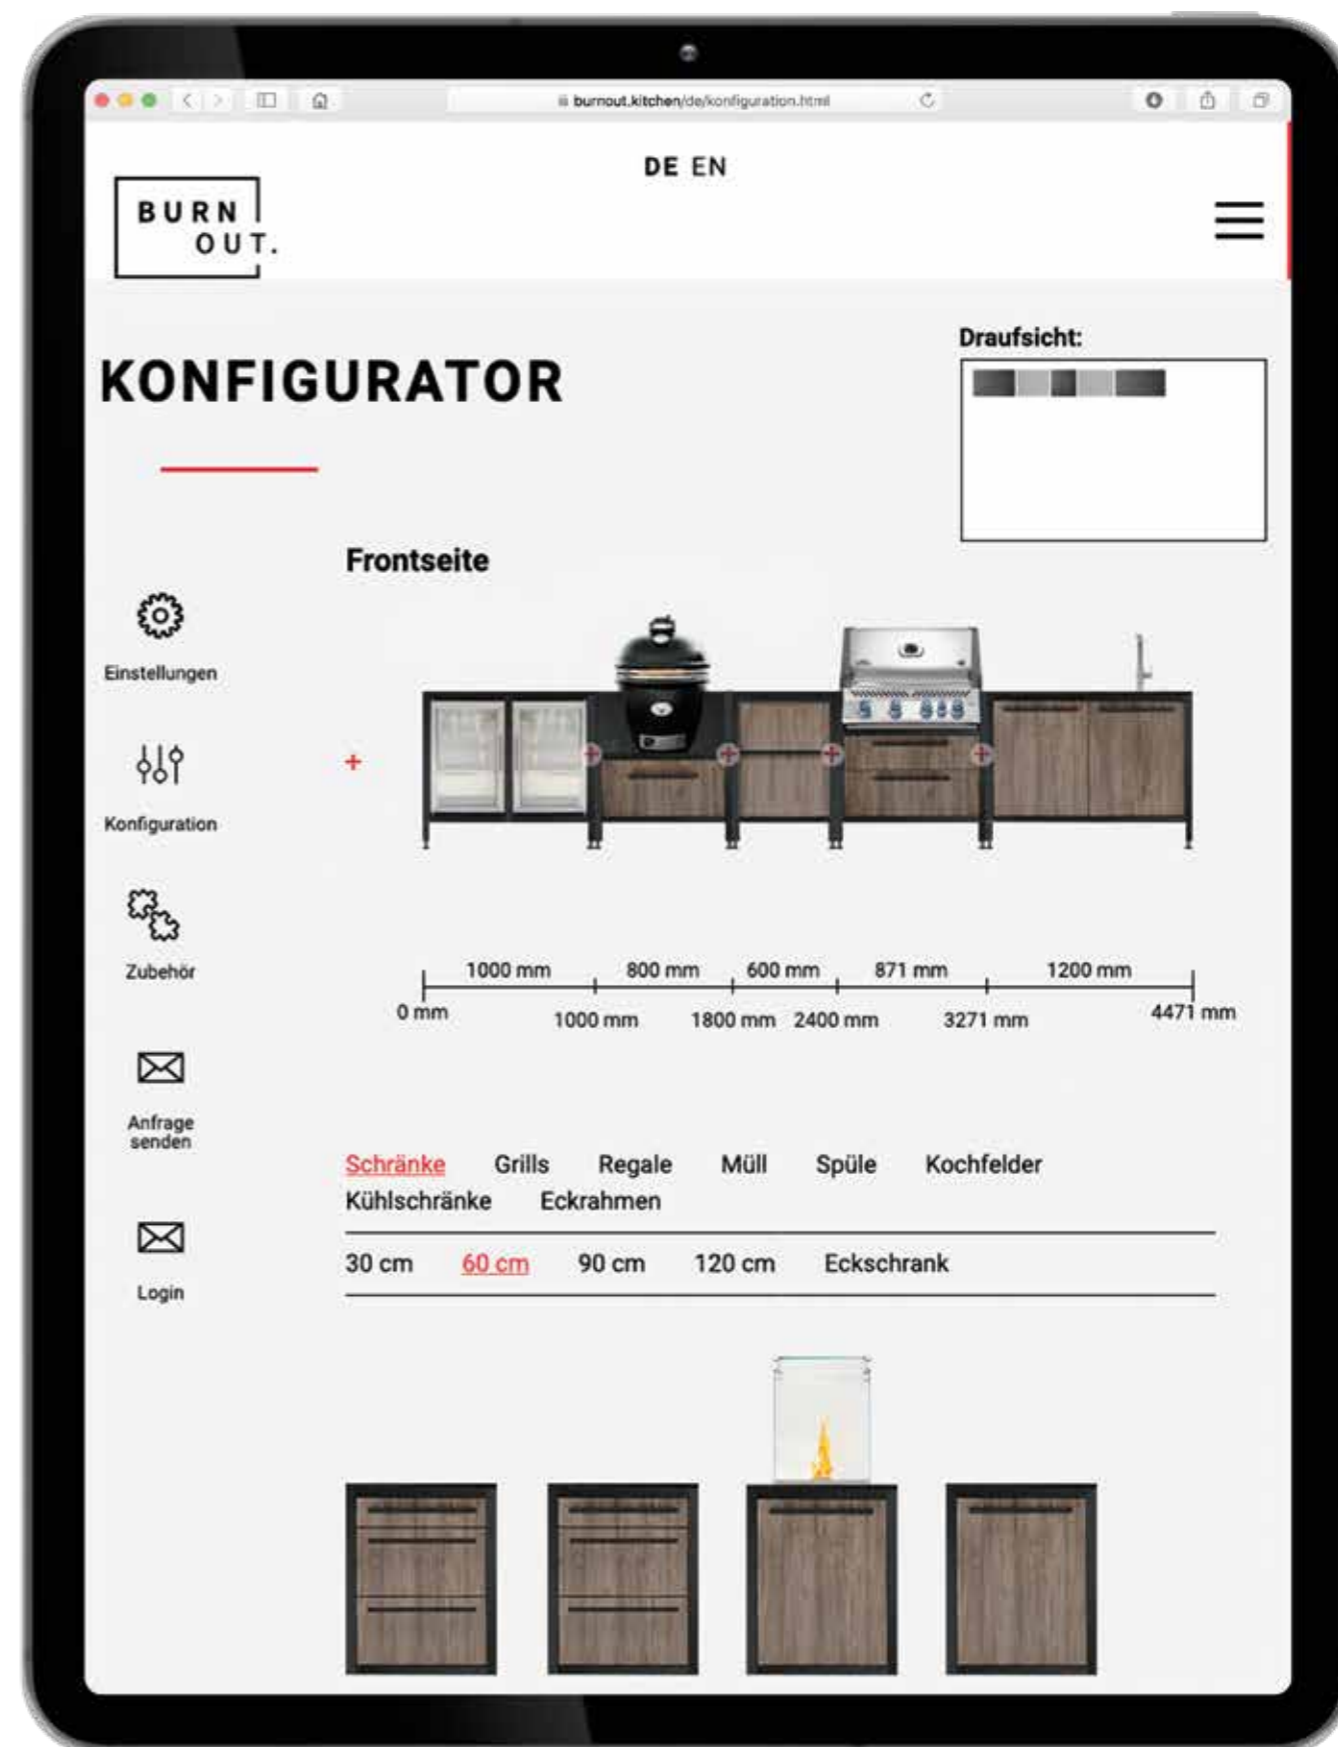 burnout.kitchen/de/konfiguration.html
DE EN
BURN
OUT.
KONFIGURATOR
Draufsicht:
Frontseite
Einstellungen
Konfiguration
Zubehör
Anfrage
senden
Login
1000 mm 800 mm 600 mm 871 mm 1200 mm
0 mm 1000 mm 1800 mm 2400 mm 3271 mm 4471 mm
Schränke Grills Regale Müll Spüle Kochfelder
Kühlschränke Eckrahmen
30 cm 60 cm 90 cm 120 cm Eckschrank